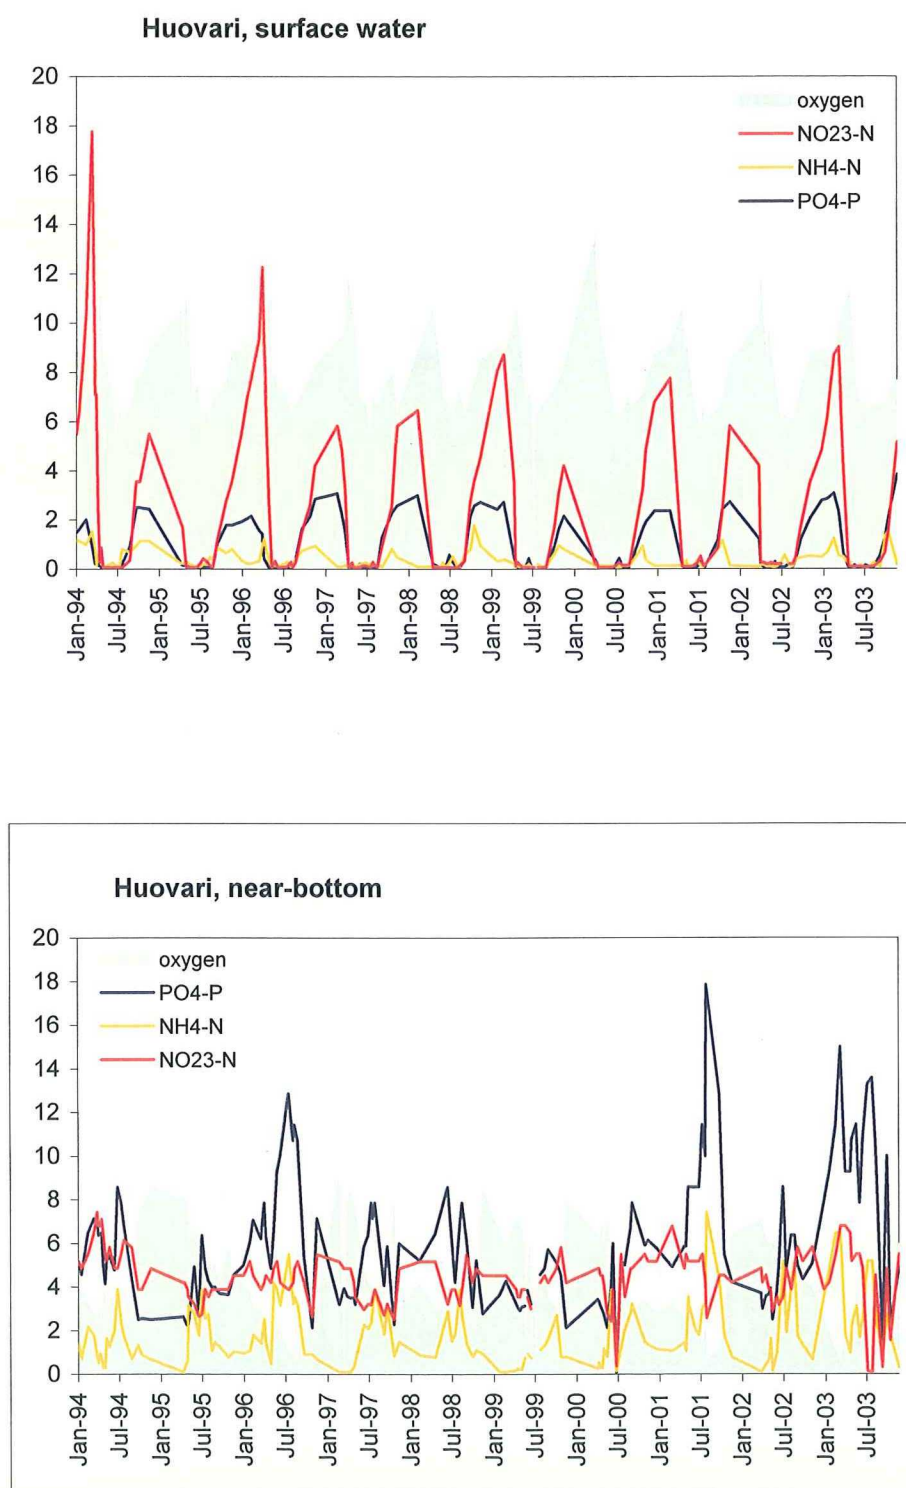 Huovari, surface water
20
18
16
14
12
10
8
6
4
2
0
oxygen
NO23-N
NH4-N
PO4-P
Jan-94
Jul-94
Jan-95
Jul-95
Jan-96
Jul-96
Jan-97
Jul-97
Jan-98
Jul-98
Jan-99
Jul-99
Jan-00
Jul-00
Jan-01
Jul-01
Jan-02
Jul-02
Jan-03
Jul-03
Huovari, near-bottom
20
18
16
14
12
10
8
6
4
2
0
oxygen
PO4-P
NH4-N
NO23-N
Jan-94
Jul-94
Jan-95
Jul-95
Jan-96
Jul-96
Jan-97
Jul-97
Jan-98
Jul-98
Jan-99
Jul-99
Jan-00
Jul-00
Jan-01
Jul-01
Jan-02
Jul-02
Jan-03
Jul-03